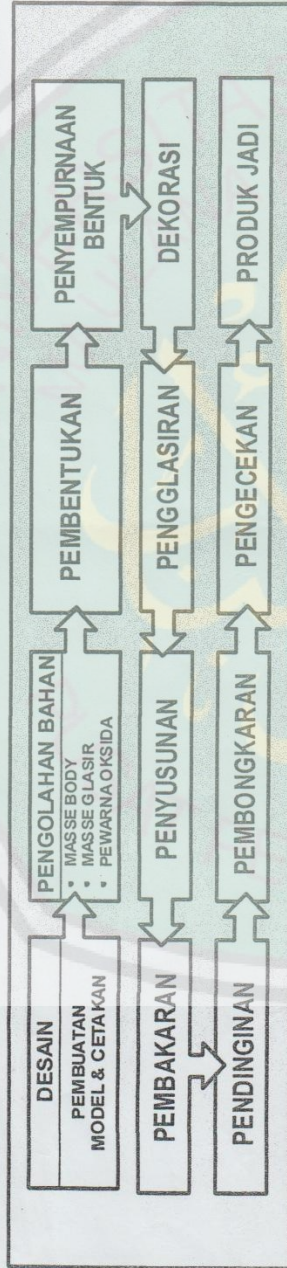 DESAIN
PEMBUATAN
MODEL & CETAKAN
PENGOLAHAN BAHAN
• MASSE BODY
• MASSE GLASIR
• PEWARNA OKSIDA
PEMBENTUKAN
PENYEMPURNAAN
BENTUK
DEKORASI
PENGGLASIRAN
PENYUSUNAN
PEMBAKARAN
PENDINGINAN
PEMBONGKARAN
PENGECEKAN
PRODUK JADI